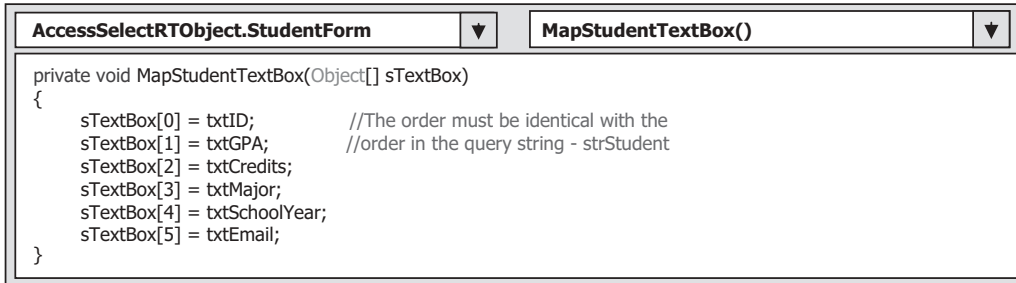 AccessSelectRTObject.StudentForm MapStudentTextBox()
private void MapStudentTextBox(Object[] sTextBox)
{
sTextBox[0] = txtID; //The order must be identical with the
sTextBox[1] = txtGPA; //order in the query string - strStudent
sTextBox[2] = txtCredits;
sTextBox[3] = txtMajor;
sTextBox[4] = txtSchoolYear;
sTextBox[5] = txtEmail;
}